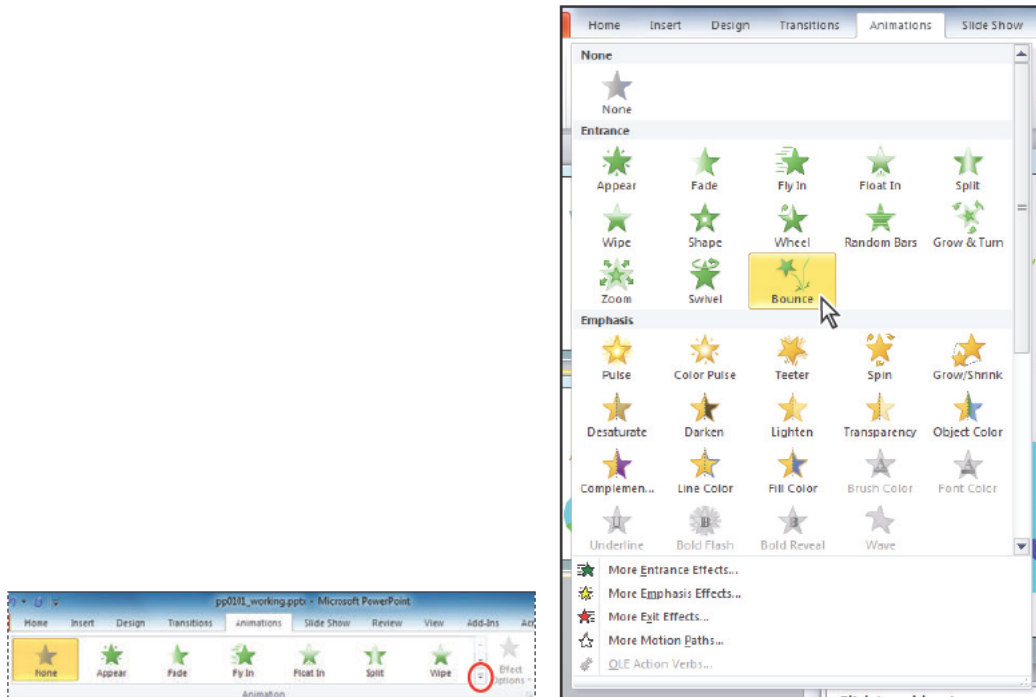 pp0101_working.pptx - Microsoft PowerPoint
Home Insert Design Transitions Animations Slide Show Review View Add-Ins
None Appear Fade Fly In Float In Split Wipe Effect Options
Animation
Home Insert Design Transitions Animations Slide Show
None
None
Entrance
Appear Fade Fly In Float In Split
Wipe Shape Wheel Random Bars Grow & Turn
Zoom Swivel Bounce
Emphasis
Pulse Color Pulse Teeter Spin Grow/Shrink
Desaturate Darken Lighten Transparency Object Color
Complemen... Line Color Fill Color Brush Color Font Color
Underline Bold Flash Bold Reveal Wave
More Entrance Effects...
More Emphasis Effects...
More Exit Effects...
More Motion Paths...
OLE Action Verbs...